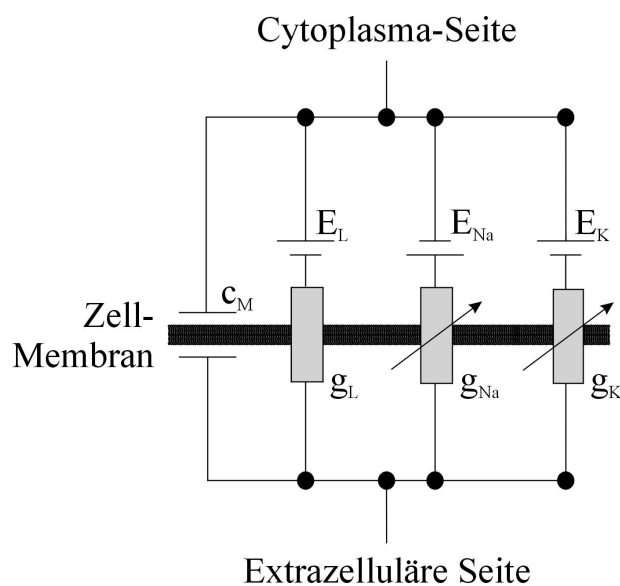 Cytoplasma-Seite
E_L
E_Na
E_K
c_M
Zell-
Membran
g_L
g_Na
g_K
Extrazelluläre Seite